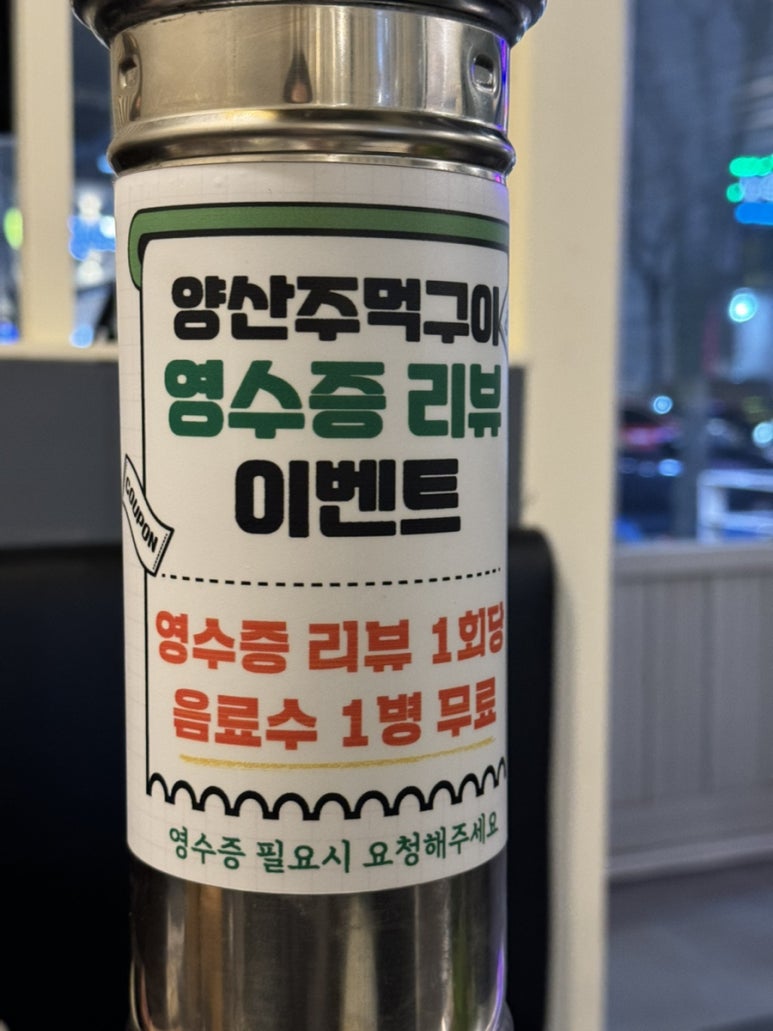 양산주먹구이
영수증 리뷰
이벤트
COUPON
영수증 리뷰 1회당
음료수 1병 무료
영수증 필요시 요청해주세요